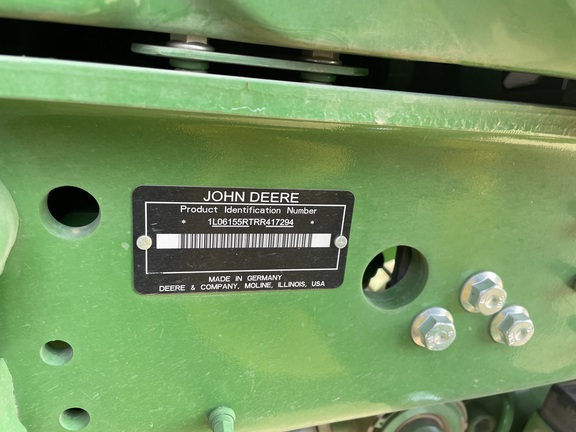 JOHN DEERE
Product Identification Number
* 1L06155RTRR417294 *
MADE IN GERMANY
DEERE & COMPANY, MOLINE, ILLINOIS, USA